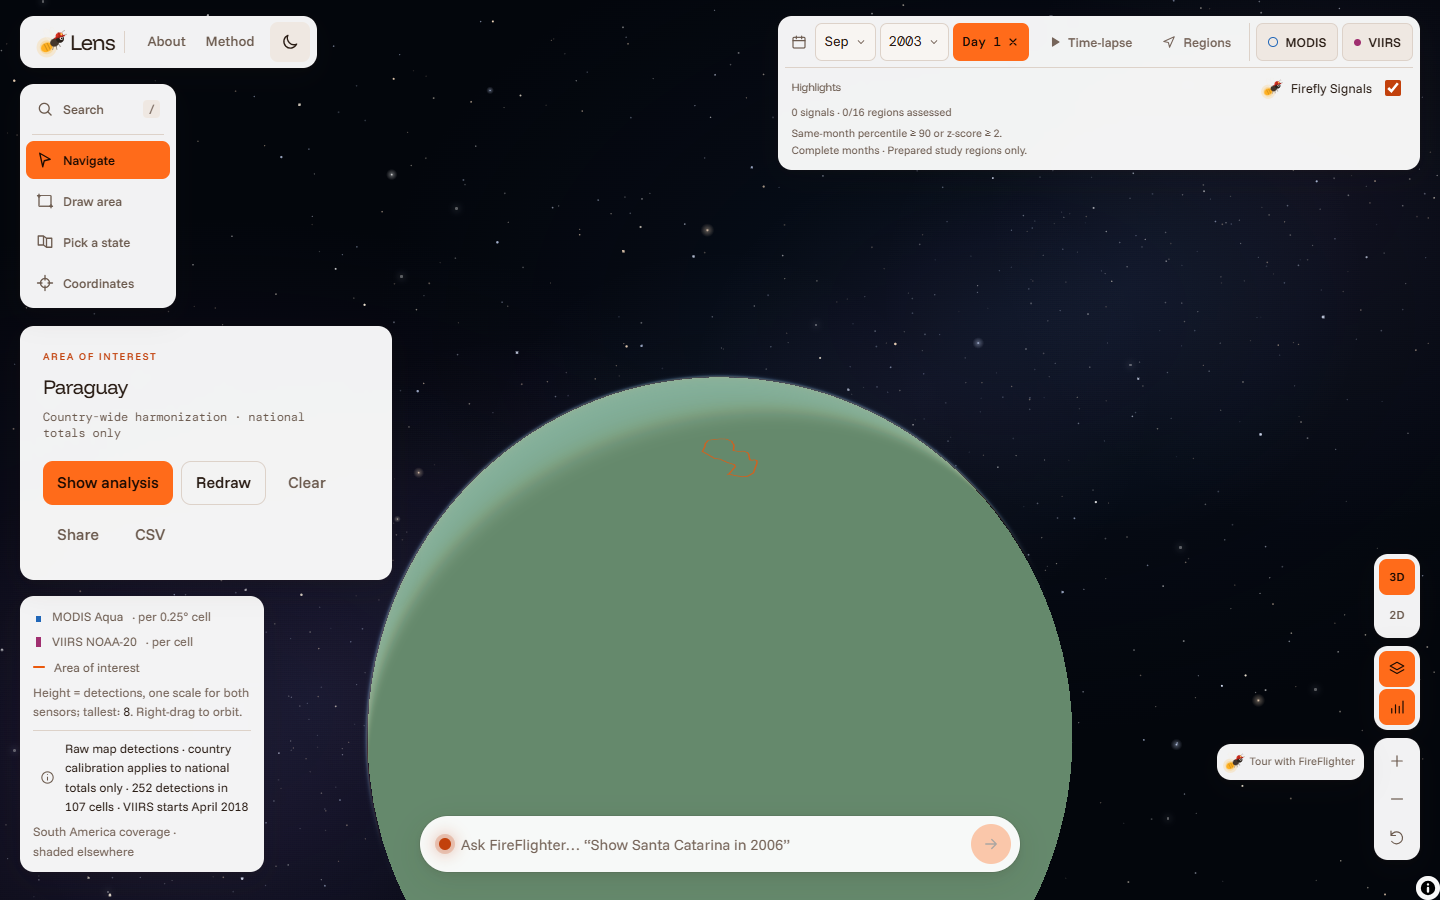 Lens
About
Method
Search
/
Navigate
Draw area
Pick a state
Coordinates
Sep
2003
Day 1 ×
Time-lapse
Regions
MODIS
VIIRS
Highlights
Firefly Signals
0 signals · 0/16 regions assessed
Same-month percentile ≥ 90 or z-score ≥ 2.
Complete months · Prepared study regions only.
AREA OF INTEREST
Paraguay
Country-wide harmonization · national
totals only
Show analysis
Redraw
Clear
Share
CSV
MODIS Aqua · per 0.25° cell
VIIRS NOAA-20 · per cell
Area of interest
Height = detections, one scale for both
sensors; tallest: 8. Right-drag to orbit.
Raw map detections · country
calibration applies to national
totals only · 252 detections in
107 cells · VIIRS starts April 2018
South America coverage ·
shaded elsewhere
3D
2D
Tour with FireFlighter
Ask FireFlighter… “Show Santa Catarina in 2006”